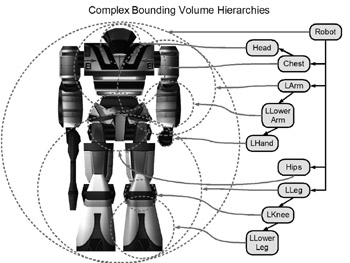 Complex Bounding Volume Hierarchies
Robot
Head
Chest
LArm
LLower
Arm
LHand
Hips
LLeg
LKnee
LLower
Leg